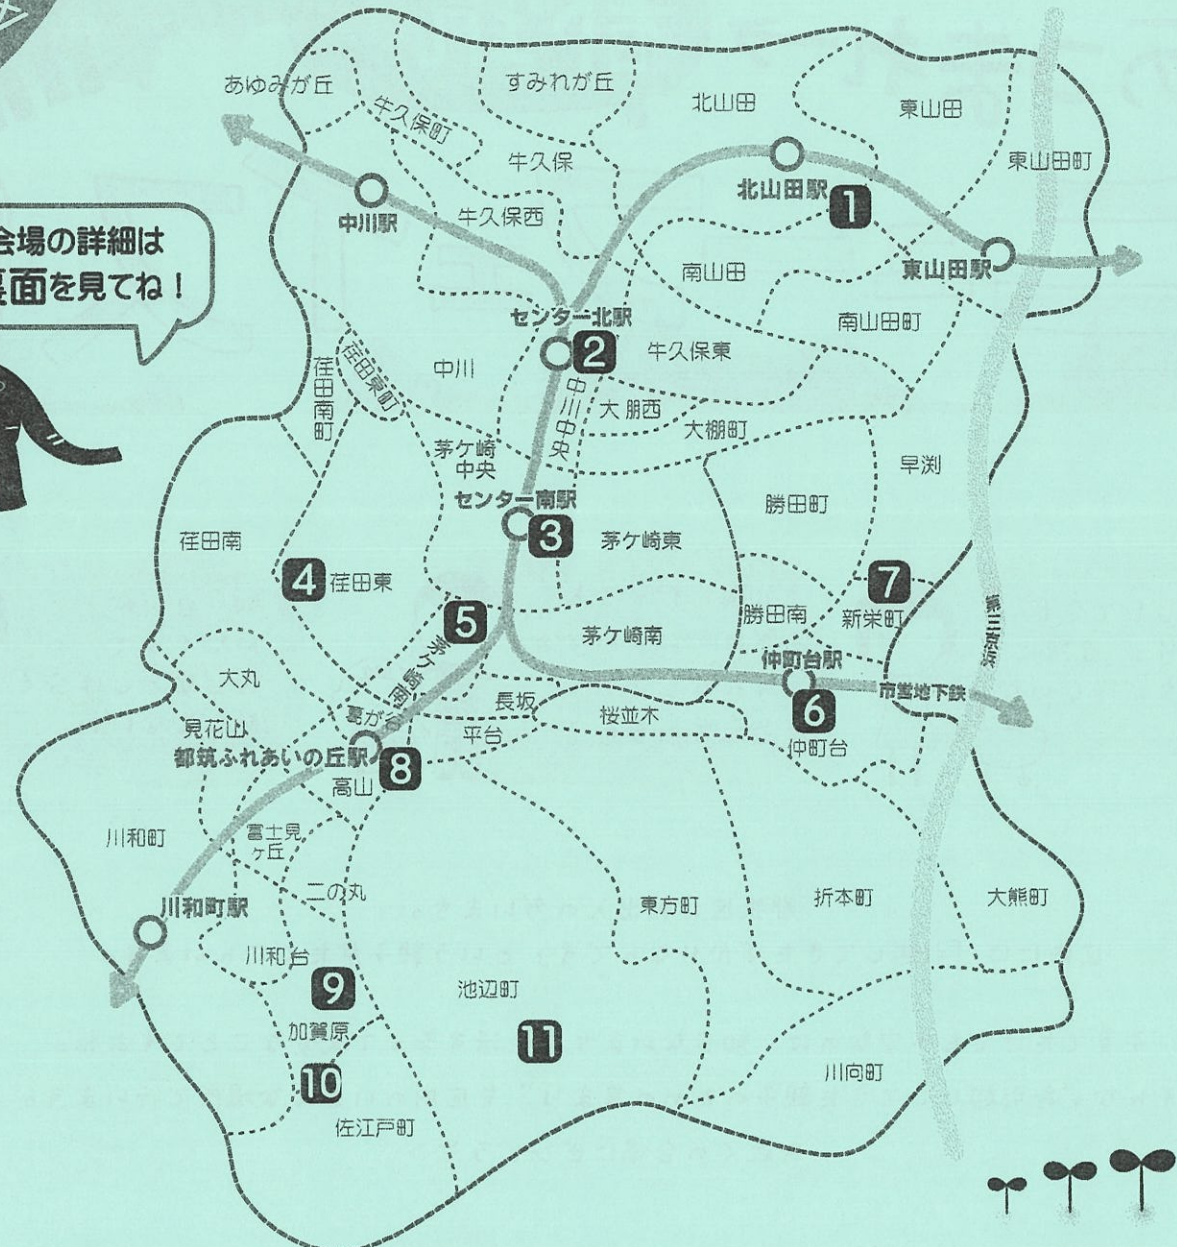 あゆみが丘
すみれが丘
北山田
東山田
牛久保町
牛久保
東山田町
北山田駅
1
中川駅
牛久保西
会場の詳細は
裏面を見てね！
南山田
東山田駅
センター北駅
2
南山田町
牛久保東
荏田南町
荏田東町
中川
中川中央
大朋西
大棚町
茅ケ崎
中央
早渕
センター南駅
3
勝田町
荏田南
茅ケ崎東
4
荏田東
7
5
勝田南
新栄町
茅ケ崎南
茅ケ崎南
第三京浜
大丸
仲町台駅
市営地下鉄
6
長坂
桜並木
見花山
葛が谷
平台
仲町台
都筑ふれあいの丘駅
8
高山
川和町
富士見
ヶ丘
二の丸
東方町
折本町
大熊町
川和町駅
川和台
9
池辺町
加賀原
11
10
川向町
佐江戸町